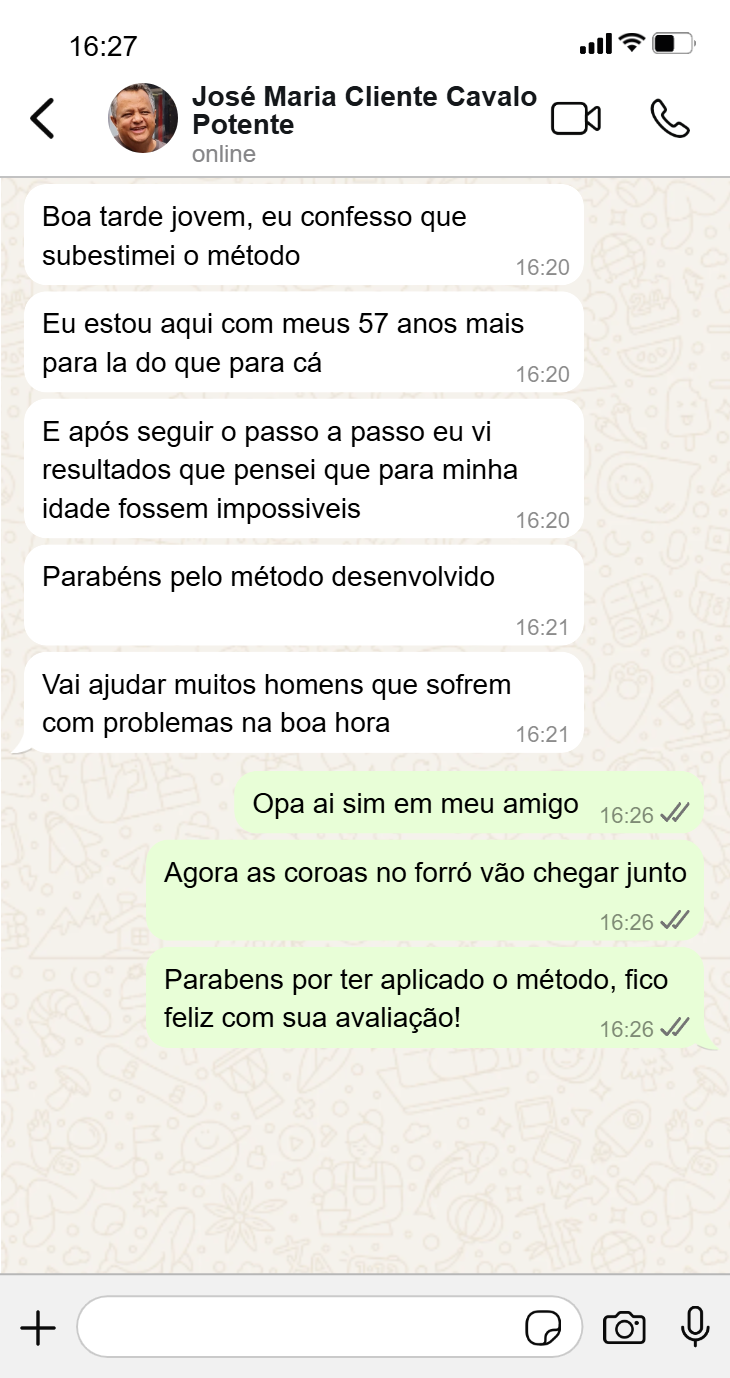 16:27
José Maria Cliente Cavalo
Potente
online
Boa tarde jovem, eu confesso que
subestimei o método
16:20
Eu estou aqui com meus 57 anos mais
para la do que para cá
16:20
E após seguir o passo a passo eu vi
resultados que pensei que para minha
idade fossem impossiveis
16:20
Parabéns pelo método desenvolvido
16:21
Vai ajudar muitos homens que sofrem
com problemas na boa hora
16:21
Opa ai sim em meu amigo
16:26
Agora as coroas no forró vão chegar junto
16:26
Parabens por ter aplicado o método, fico
feliz com sua avaliação!
16:26